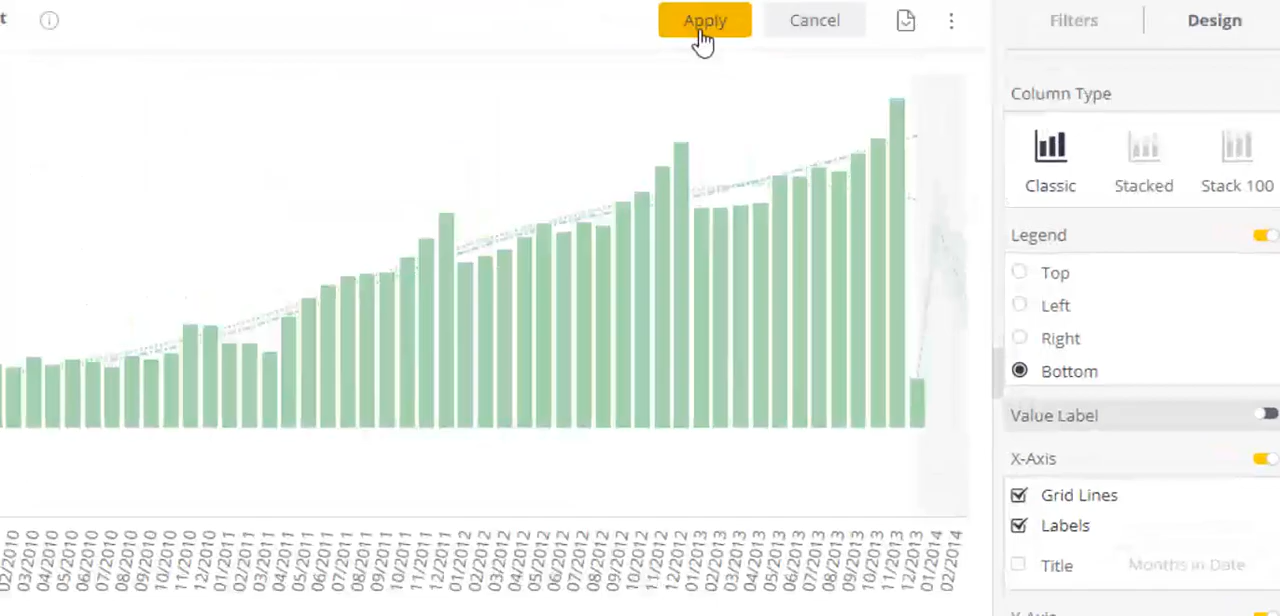 t
Apply
Cancel
Filters
Design
Column Type
Classic
Stacked
Stack 100
Legend
Top
Left
Right
Bottom
Value Label
X-Axis
Grid Lines
Labels
Title
Months in Date
02/2010
03/2010
04/2010
05/2010
06/2010
07/2010
08/2010
09/2010
10/2010
11/2010
12/2010
01/2011
02/2011
03/2011
04/2011
05/2011
06/2011
07/2011
08/2011
09/2011
10/2011
11/2011
12/2011
01/2012
02/2012
03/2012
04/2012
05/2012
06/2012
07/2012
08/2012
09/2012
10/2012
11/2012
12/2012
01/2013
02/2013
03/2013
04/2013
05/2013
06/2013
07/2013
08/2013
09/2013
10/2013
11/2013
12/2013
01/2014
02/2014